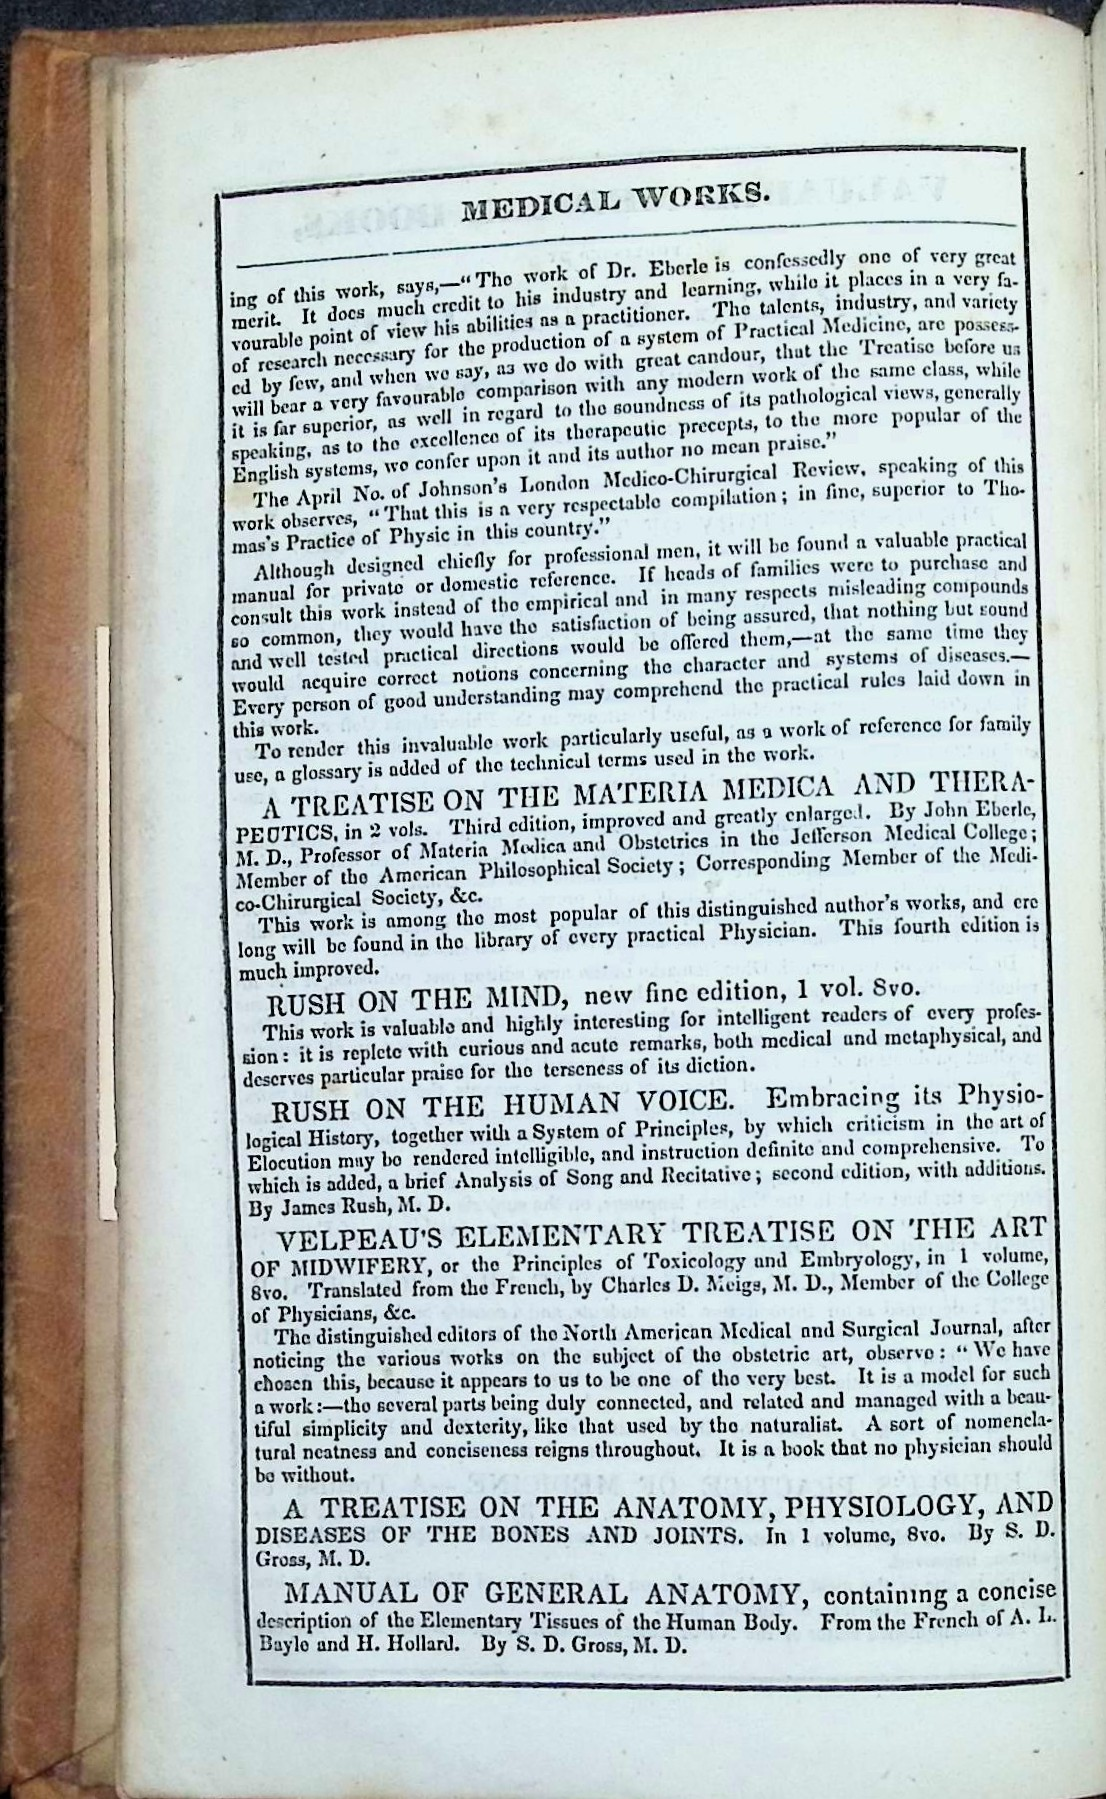 MEDICAL WORKS.
ing of this work, says,—“The work of Dr. Eberle is confessedly one of very great
merit. It does much credit to his industry and learning, while it places in a very fa-
vourable point of view his abilities as a practitioner. The talents, industry, and variety
of research necessary for the production of a system of Practical Medicine, are possess-
ed by few, and when we say, as we do with great candour, that the Treatise before us
will bear a very favourable comparison with any modern work of the same class, while
it is far superior, as well in regard to the soundness of its pathological views, generally
speaking, as to the excellence of its therapeutic precepts, to the more popular of the
English systems, we confer upon it and its author no mean praise.”
The April No. of Johnson's London Medico-Chirurgical Review, speaking of this
work observes, “That this is a very respectable compilation; in fine, superior to Tho-
mas's Practice of Physic in this country.”
Although designed chiefly for professional men, it will be found a valuable practical
manual for private or domestic reference. If heads of families were to purchase and
consult this work instead of the empirical and in many respects misleading compounds
so common, they would have the satisfaction of being assured, that nothing but sound
and well tested practical directions would be offered them,—at the same time they
would acquire correct notions concerning the character and systems of diseases.—
Every person of good understanding may comprehend the practical rules laid down in
this work.
To render this invaluable work particularly useful, as a work of reference for family
use, a glossary is added of the technical terms used in the work.
A TREATISE ON THE MATERIA MEDICA AND THERA-
PEUTICS, in 2 vols. Third edition, improved and greatly enlarged. By John Eberle,
M. D., Professor of Materia Medica and Obstetrics in the Jefferson Medical College;
Member of the American Philosophical Society; Corresponding Member of the Medi-
co-Chirurgical Society, &c.
This work is among the most popular of this distinguished author's works, and ere
long will be found in the library of every practical Physician. This fourth edition is
much improved.
RUSH ON THE MIND, new fine edition, 1 vol. 8vo.
This work is valuable and highly interesting for intelligent readers of every profes-
sion: it is replete with curious and acute remarks, both medical and metaphysical, and
deserves particular praise for the terseness of its diction.
RUSH ON THE HUMAN VOICE. Embracing its Physio-
logical History, together with a System of Principles, by which criticism in the art of
Elocution may be rendered intelligible, and instruction definite and comprehensive. To
which is added, a brief Analysis of Song and Recitative; second edition, with additions.
By James Rush, M. D.
VELPEAU'S ELEMENTARY TREATISE ON THE ART
OF MIDWIFERY, or the Principles of Toxicology and Embryology, in 1 volume,
8vo. Translated from the French, by Charles D. Meigs, M. D., Member of the College
of Physicians, &c.
The distinguished editors of the North American Medical and Surgical Journal, after
noticing the various works on the subject of the obstetric art, observe: “We have
chosen this, because it appears to us to be one of the very best. It is a model for such
a work:—the several parts being duly connected, and related and managed with a beau-
tiful simplicity and dexterity, like that used by the naturalist. A sort of nomencla-
tural neatness and conciseness reigns throughout. It is a book that no physician should
be without.
A TREATISE ON THE ANATOMY, PHYSIOLOGY, AND
DISEASES OF THE BONES AND JOINTS. In 1 volume, 8vo. By S. D.
Gross, M. D.
MANUAL OF GENERAL ANATOMY, containing a concise
description of the Elementary Tissues of the Human Body. From the French of A. L.
Bayle and H. Hollard. By S. D. Gross, M. D.